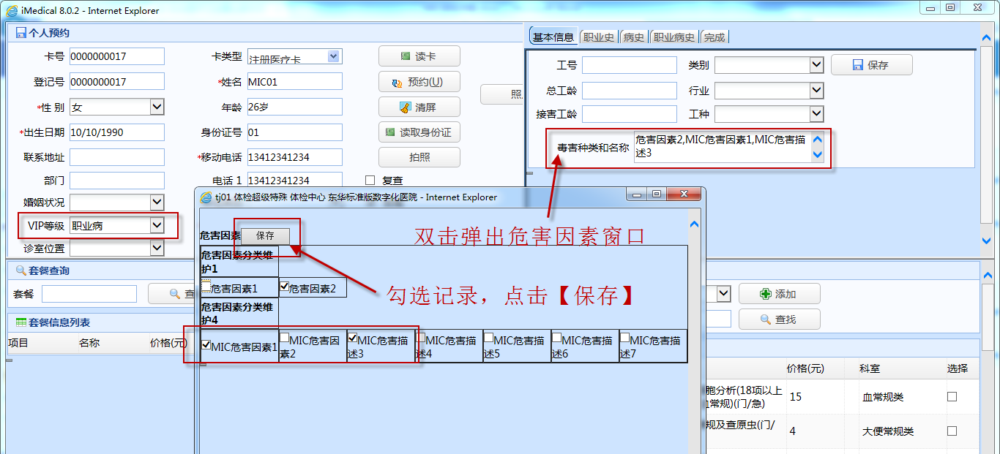 iMedical 8.0.2 - Internet Explorer
个人预约
卡号 0000000017 卡类型 注册医疗卡 读卡
登记号 0000000017 *姓名 MIC01 预约(U)
*性 别 女 年龄 26岁 清屏 照
*出生日期 10/10/1990 身份证号 01 读取身份证
联系地址 *移动电话 13412341234 拍照
部门 电话 1 13412341234 复查
婚姻状况
VIP等级 职业病
诊室位置
基本信息 职业史 病史 职业病史 完成
工号 类别 保存
总工龄 行业
接害工龄 工种
毒害种类和名称 危害因素2,MIC危害因素1,MIC危害描
述3
tj01 体检超级特殊 体检中心 东华标准版数字化医院 - Internet Explorer
危害因素 保存
双击弹出危害因素窗口
危害因素分类维
护1
危害因素1 危害因素2
勾选记录，点击【保存】
危害因素分类维
护4
MIC危害因素1 MIC危害因
素2 MIC危害描
述3 MIC危害描
述4 MIC危害描
述5 MIC危害描
述6 MIC危害描
述7
套餐查询
套餐 查
套餐信息列表
项目 名称 价格(元)
添加
查找
价格(元) 科室 选择
胞分析(18项以上
常规)(门/急) 15 血常规类
规及查原虫(门/
4 大便常规类